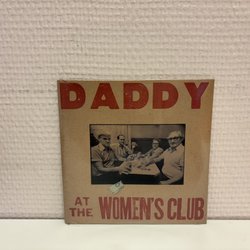 DADDY
AT THE WOMEN'S CLUB